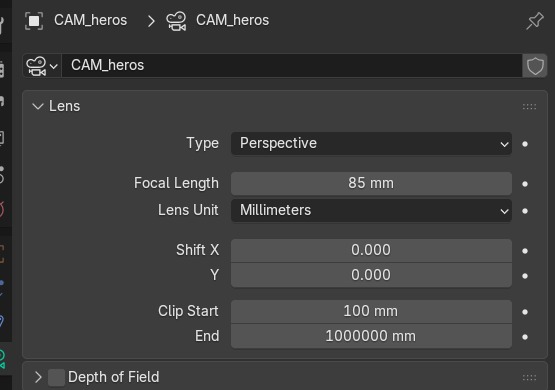 CAM_heros > CAM_heros
CAM_heros
Lens
Type Perspective
Focal Length 85 mm
Lens Unit Millimeters
Shift X 0.000
Y 0.000
Clip Start 100 mm
End 1000000 mm
Depth of Field